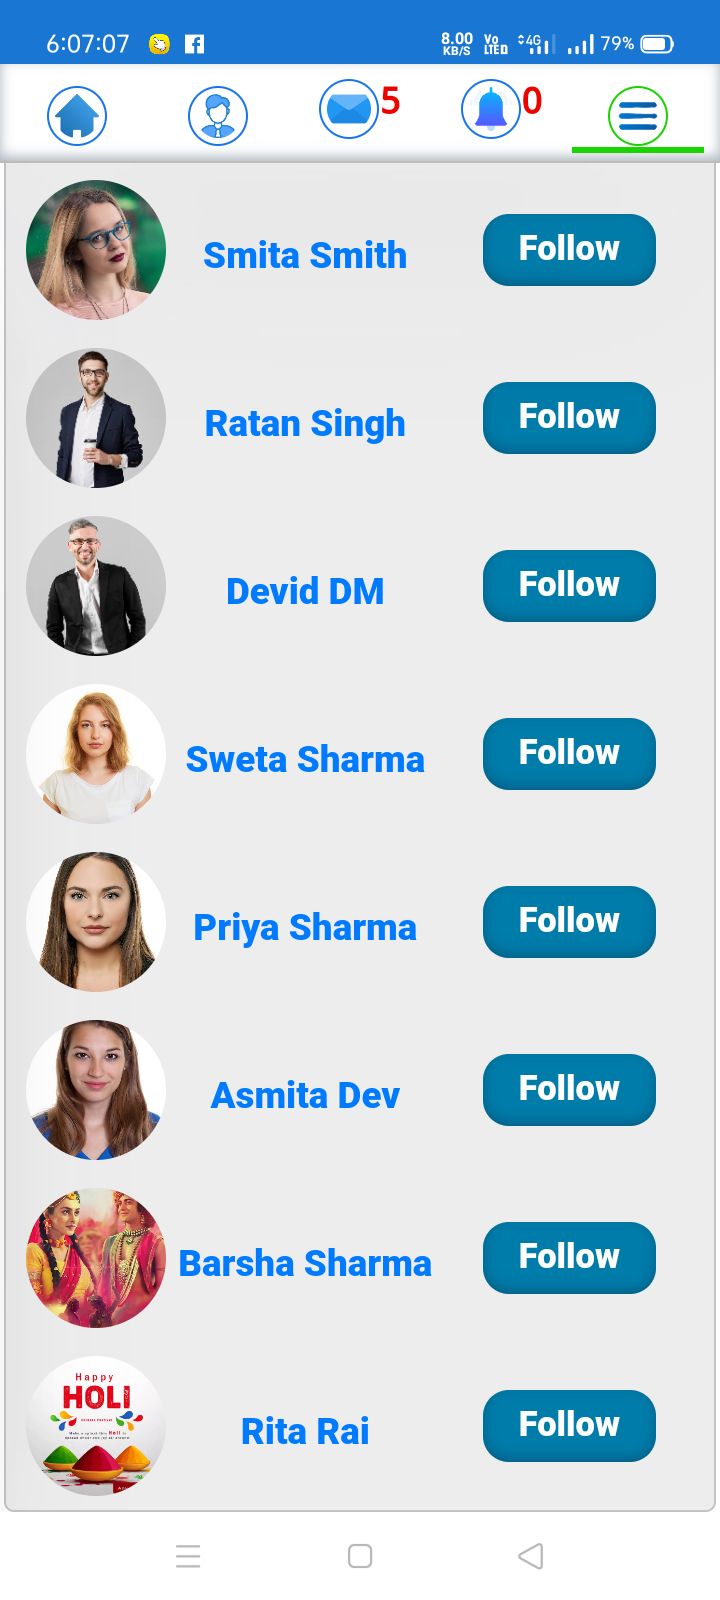 6:07:07
8.00 KB/S
Vo LTED
4G
79%
5
0
Smita Smith
Follow
Ratan Singh
Follow
Devid DM
Follow
Sweta Sharma
Follow
Priya Sharma
Follow
Asmita Dev
Follow
Barsha Sharma
Follow
Happy
HOLI
Rita Rai
Follow